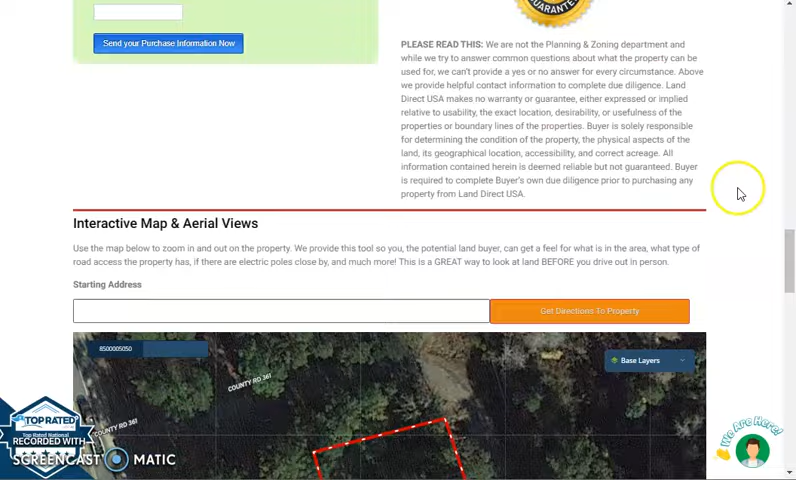 GUARANTEE
Send your Purchase Information Now
PLEASE READ THIS: We are not the Planning & Zoning department and
while we try to answer common questions about what the property can be
used for, we can't provide a yes or no answer for every circumstance. Above
we provide helpful contact information to complete due diligence. Land
Direct USA makes no warranty or guarantee, either expressed or implied
relative to usability, the exact location, desirability, or usefulness of the
properties or boundary lines of the properties. Buyer is solely responsible
for determining the condition of the property, the physical aspects of the
land, its geographical location, accessibility, and correct acreage. All
information contained herein is deemed reliable but not guaranteed. Buyer
is required to complete Buyer's own due diligence prior to purchasing any
property from Land Direct USA.
Interactive Map & Aerial Views
Use the map below to zoom in and out on the property. We provide this tool so you, the potential land buyer, can get a feel for what is in the area, what type of
road access the property has, if there are electric poles close by, and much more! This is a GREAT way to look at land BEFORE you drive out in person.
Starting Address
Get Directions To Property
8500005050
Base Layers
COUNTY RD 361
COUNTY RD 361
TOP RATED
Top Rated National
RECORDED WITH
SCREENCAST MATIC
We Are Here!